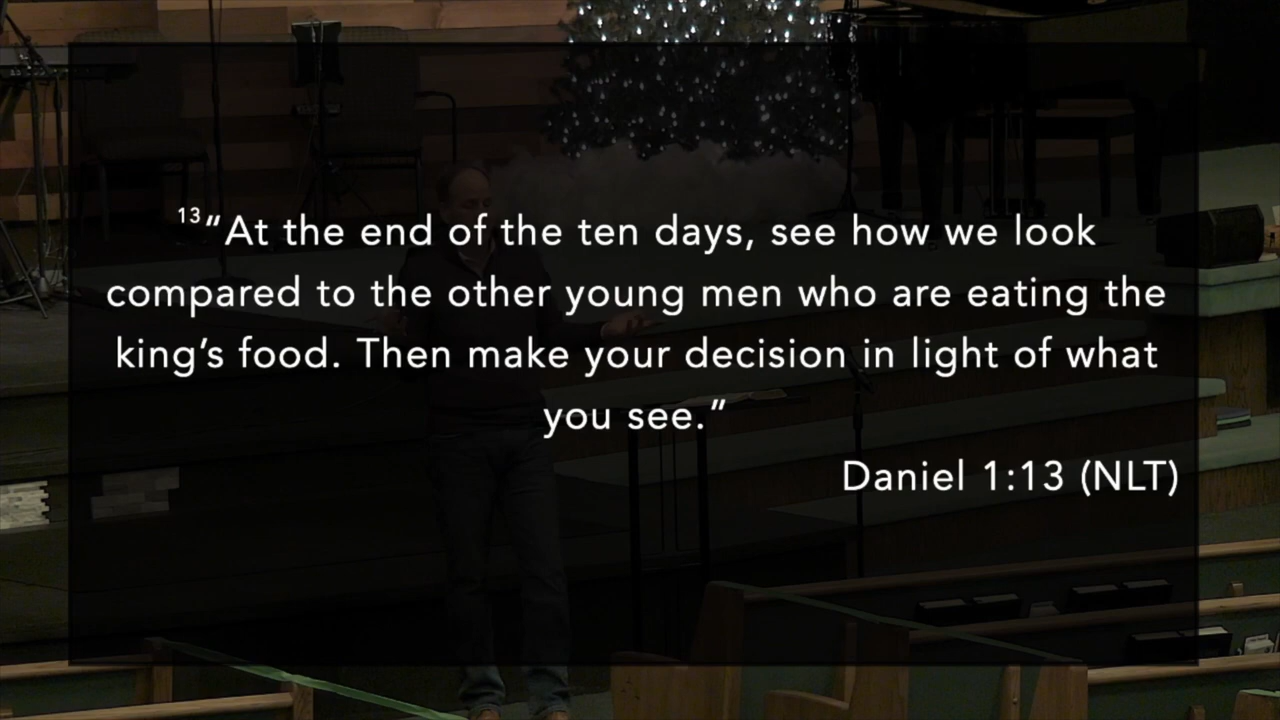 ¹³“At the end of the ten days, see how we look
compared to the other young men who are eating the
king’s food. Then make your decision in light of what
you see.”
Daniel 1:13 (NLT)